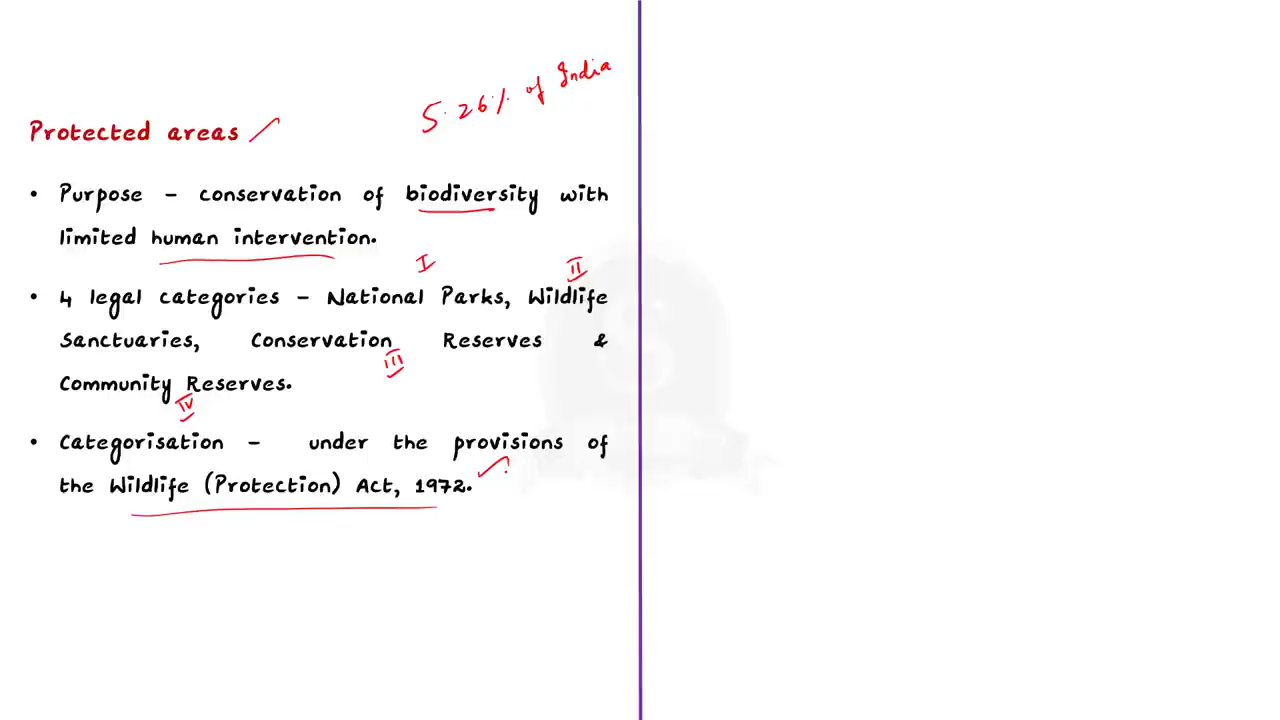 5.26% of India
Protected areas
• Purpose – conservation of biodiversity with
limited human intervention.
I
II
• 4 legal categories – National Parks, Wildlife
Sanctuaries, Conservation Reserves &
III
Community Reserves.
IV
• Categorisation – under the provisions of
the Wildlife (Protection) Act, 1972.